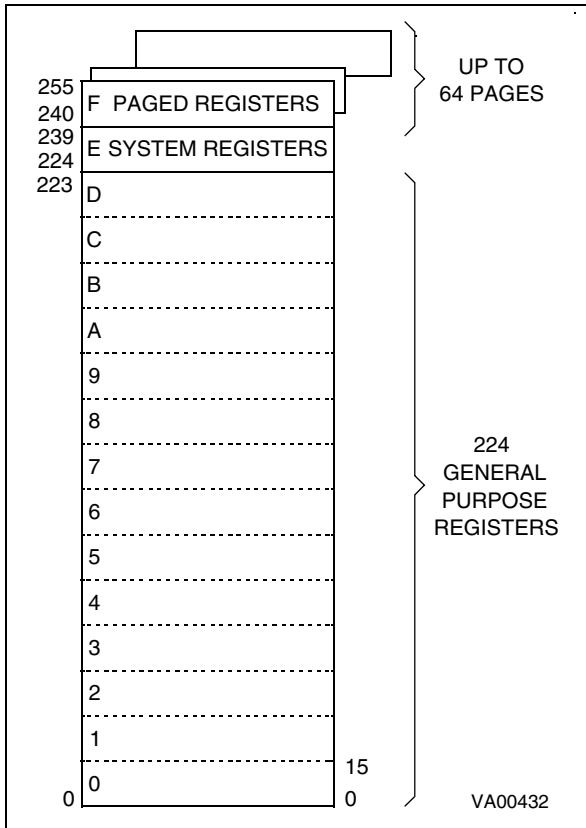 UP TO
64 PAGES
255
F PAGED REGISTERS
240
239
E SYSTEM REGISTERS
224
223
D
C
B
A
9
8
7
6
5
4
3
2
1
0
0
15
0
224
GENERAL
PURPOSE
REGISTERS
VA00432